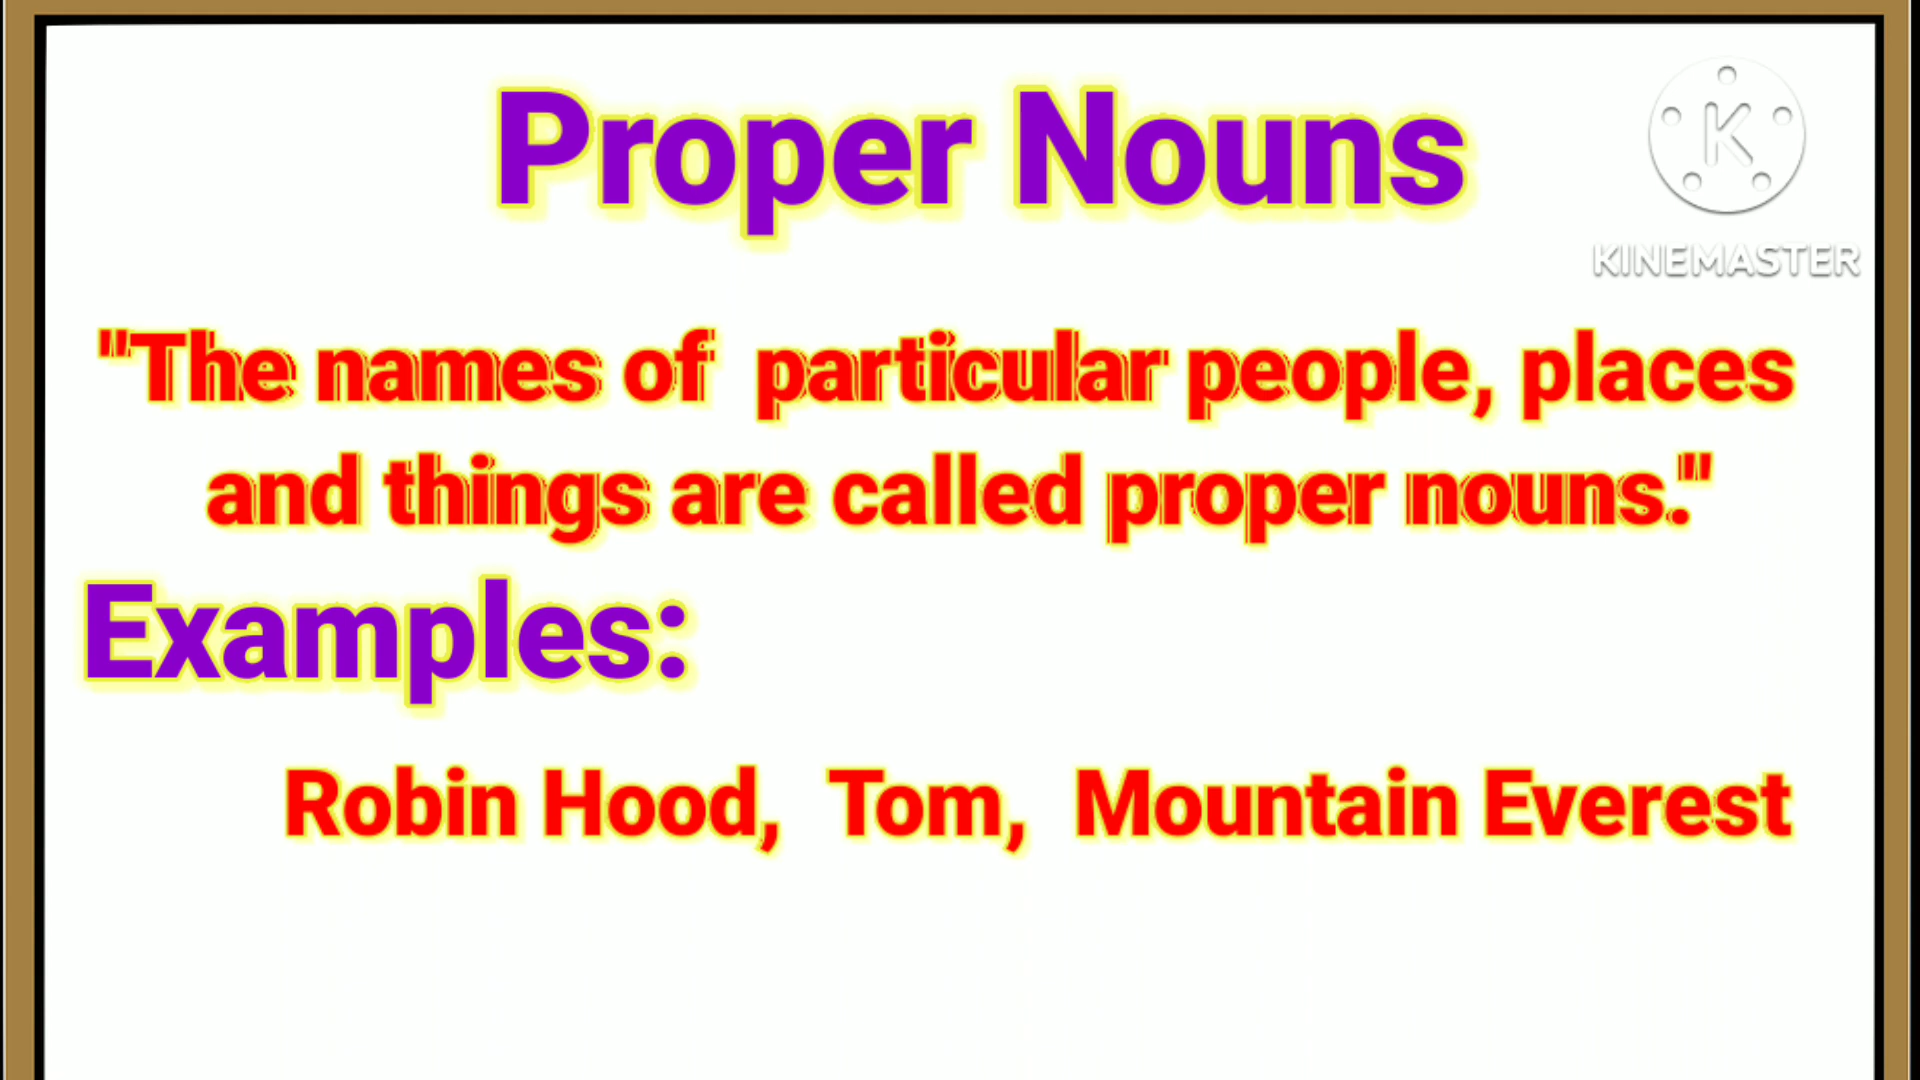 Proper Nouns
K
KINEMASTER
"The names of particular people, places
and things are called proper nouns."
Examples:
Robin Hood, Tom, Mountain Everest